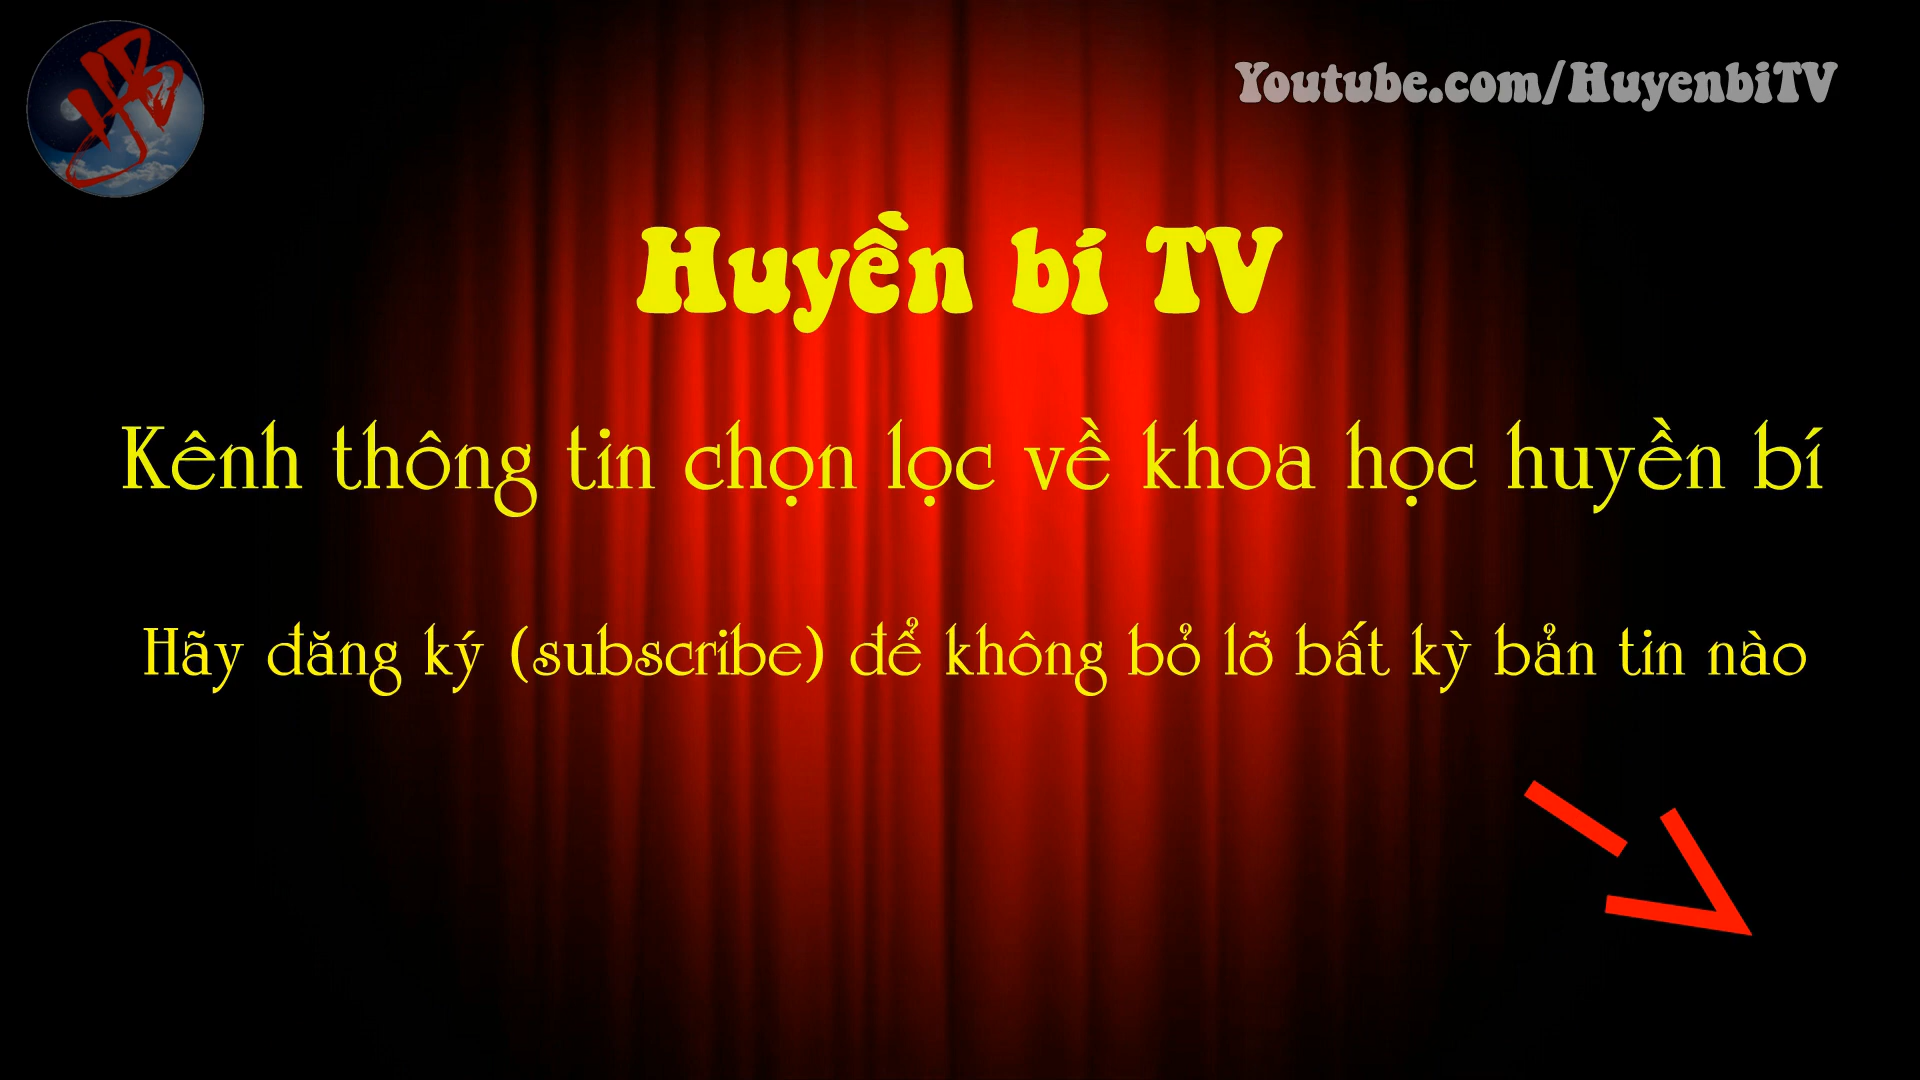 HB
Youtube.com/HuyenbiTV
Huyền bí TV
Kênh thông tin chọn lọc về khoa học huyền bí
Hãy đăng ký (subscribe) để không bỏ lỡ bất kỳ bản tin nào